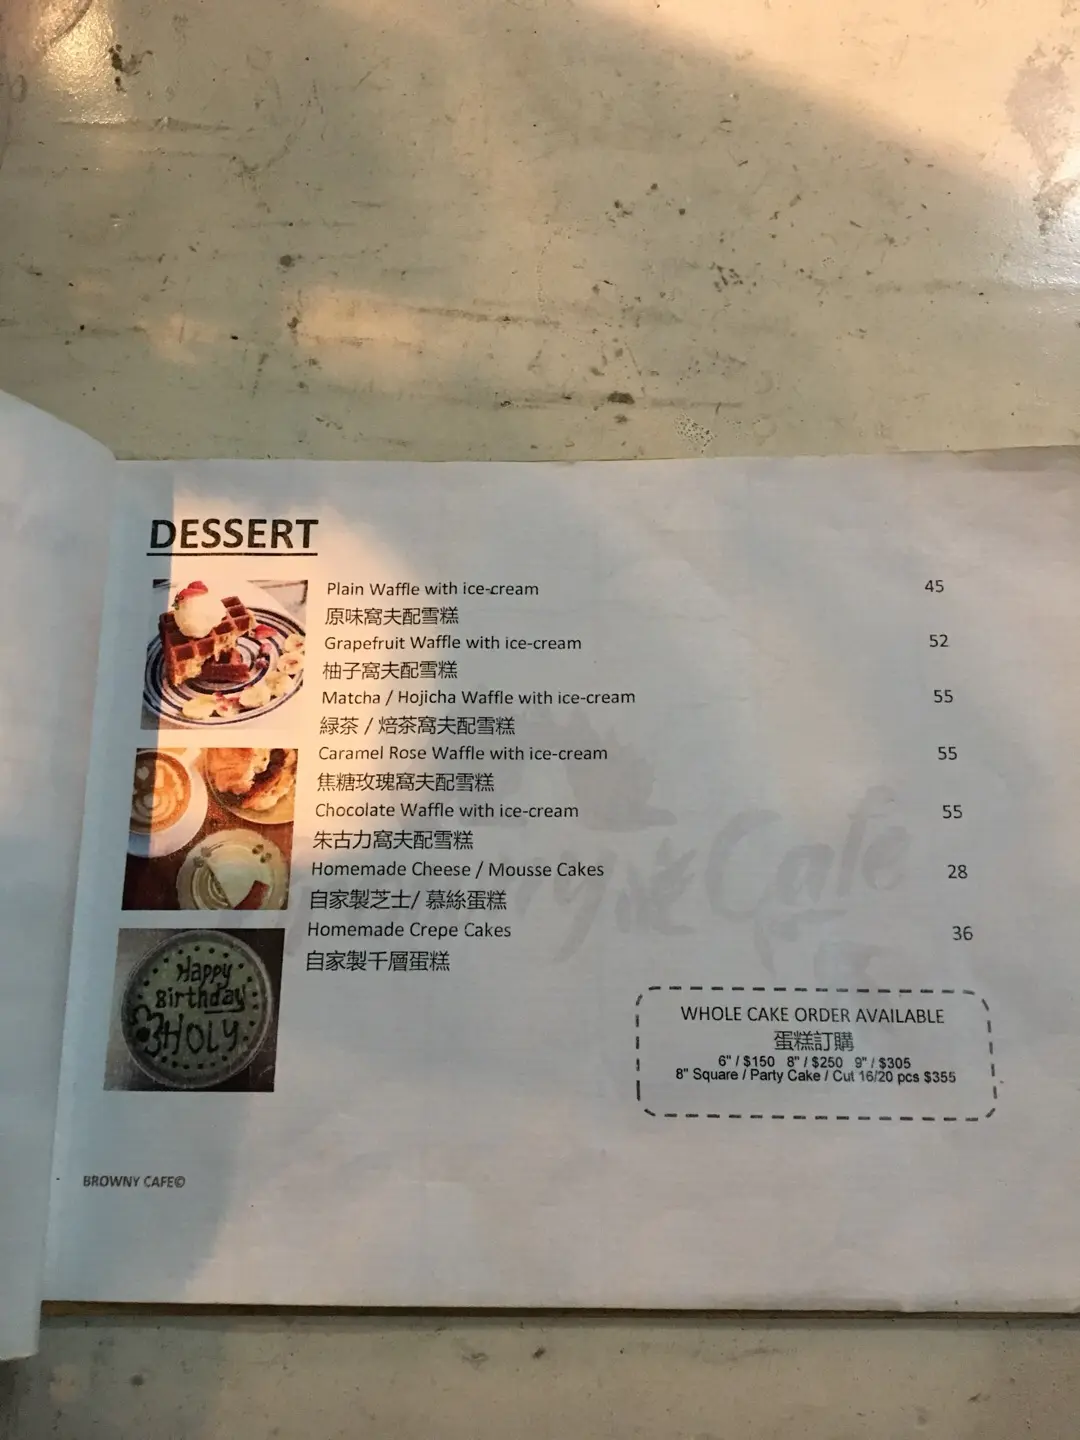 DESSERT
Plain Waffle with ice-cream 45
原味窩夫配雪糕
Grapefruit Waffle with ice-cream 52
柚子窩夫配雪糕
Matcha / Hojicha Waffle with ice-cream 55
緑茶 / 焙茶窩夫配雪糕
Caramel Rose Waffle with ice-cream 55
焦糖玫瑰窩夫配雪糕
Chocolate Waffle with ice-cream 55
朱古力窩夫配雪糕
Homemade Cheese / Mousse Cakes 28
自家製芝士/ 慕絲蛋糕
Homemade Crepe Cakes 36
自家製千層蛋糕
Happy
Birthday
HOLY
WHOLE CAKE ORDER AVAILABLE
蛋糕訂購
6" / $150 8" / $250 9" / $305
8" Square / Party Cake / Cut 16/20 pcs $355
BROWNY CAFE©
Cafe